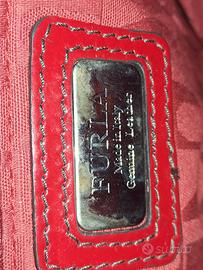 FURLA
Made in Italy
Genuine Leather
SUBITO